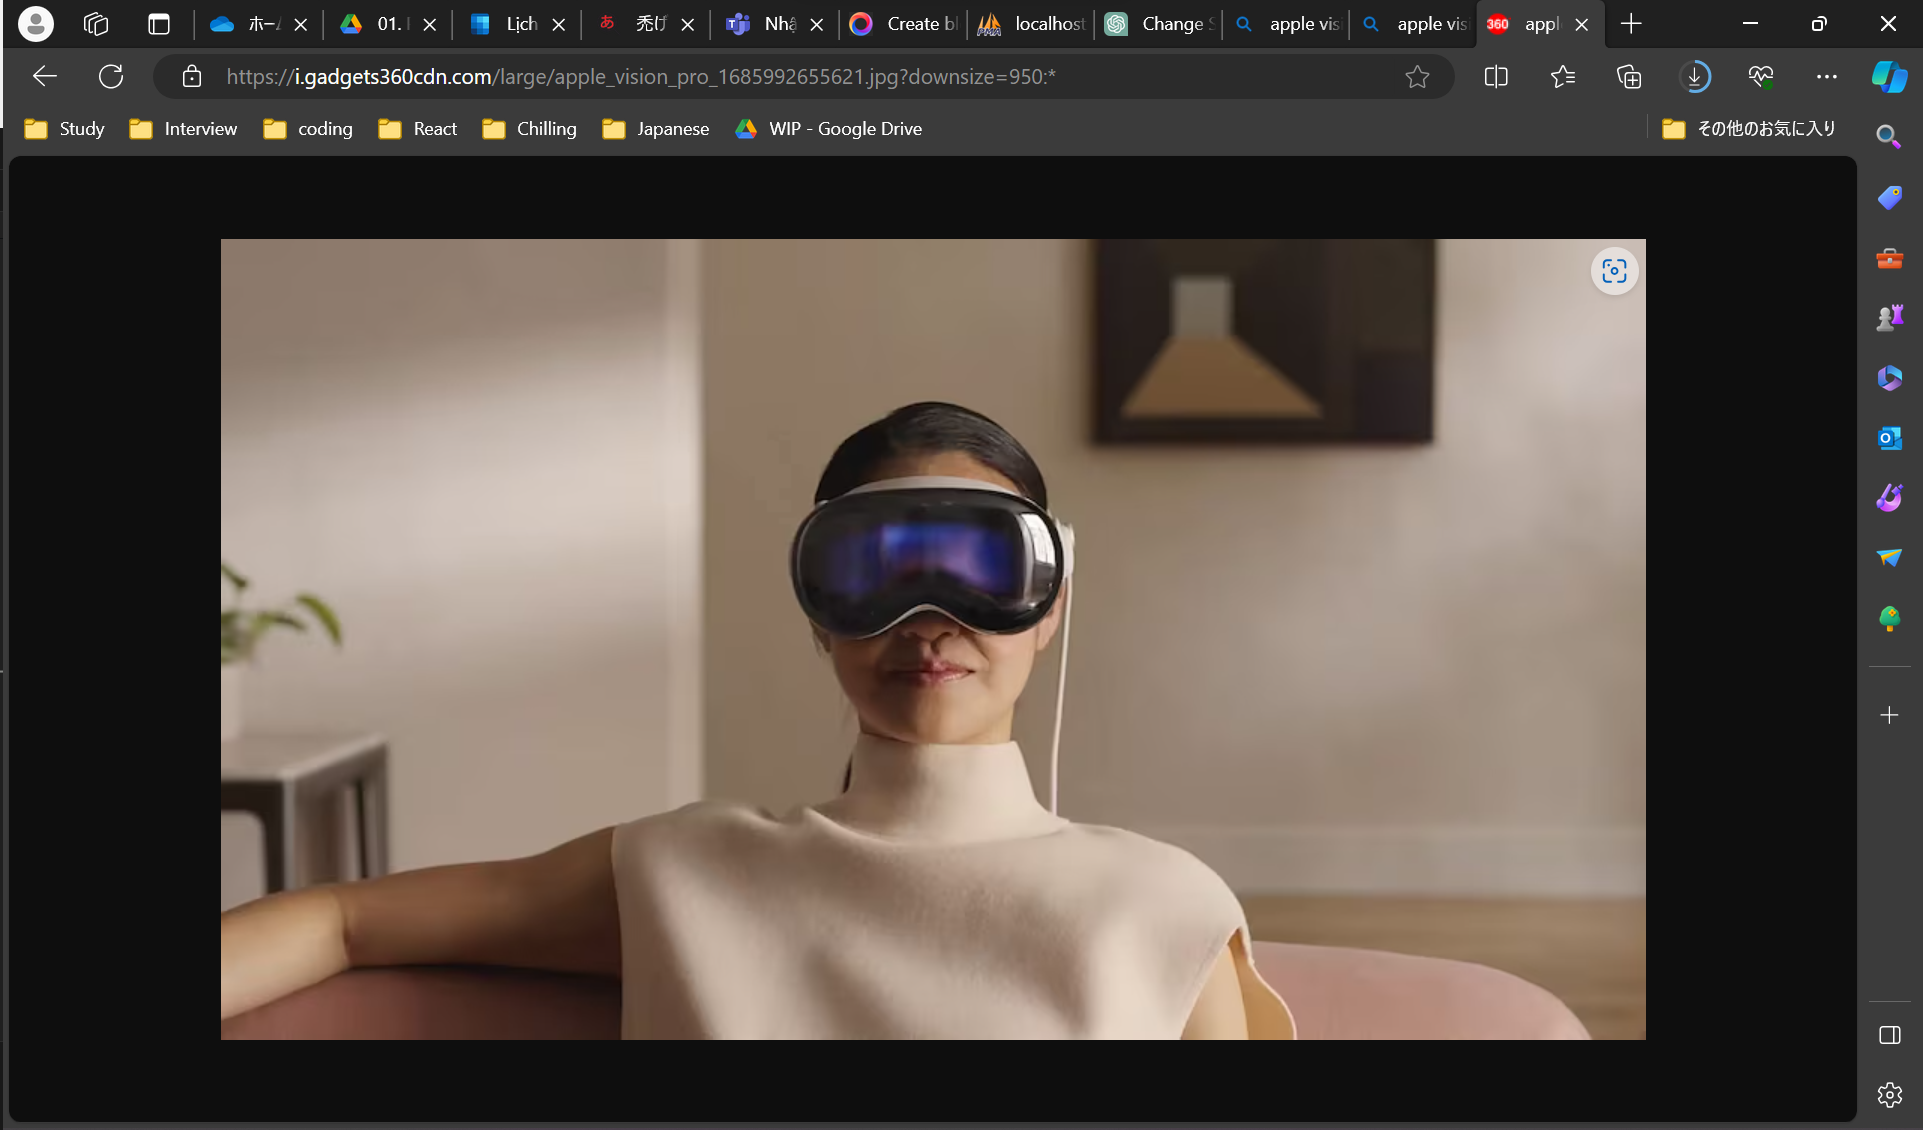 ホーム
01.
Lịch
あ 禿げ
T Nhậ
Create bl
PMA localhost
Change S
apple vis
apple vis
360 appl
https://i.gadgets360cdn.com/large/apple_vision_pro_1685992655621.jpg?downsize=950:*
Study
Interview
coding
React
Chilling
Japanese
WIP - Google Drive
その他のお気に入り